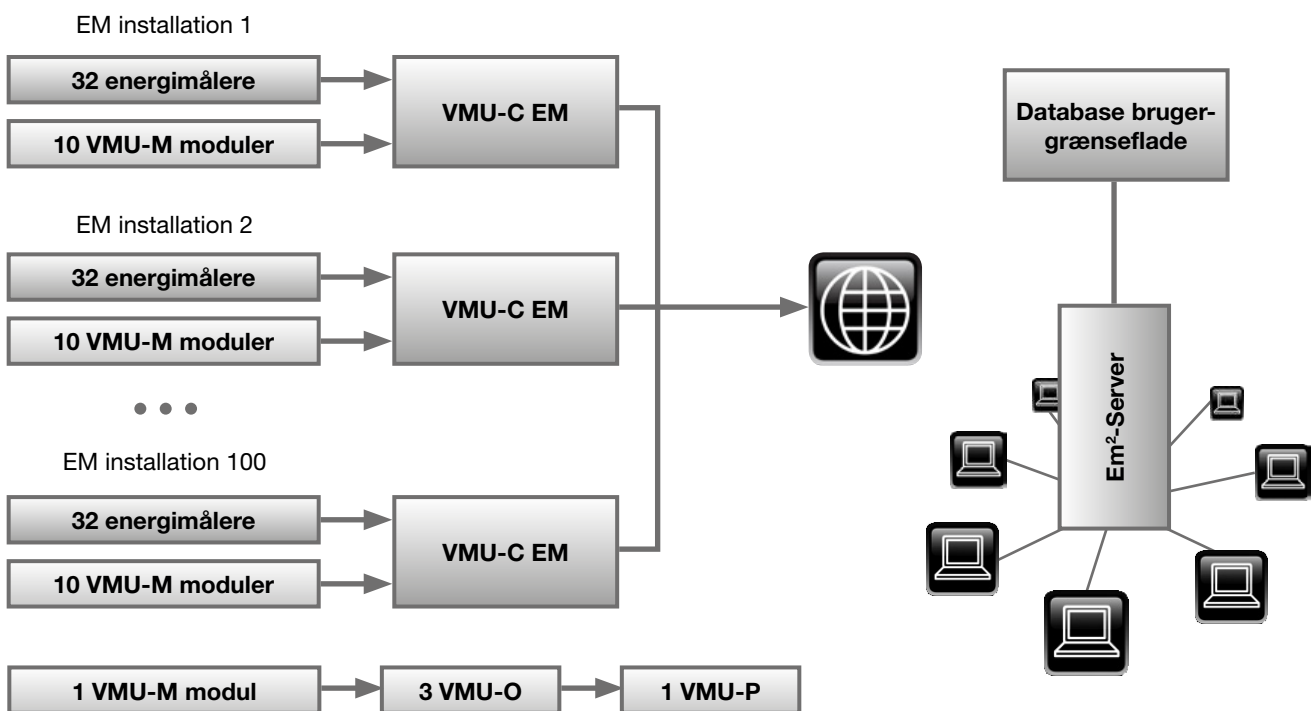 EM installation 1
32 energimålere
10 VMU-M moduler
VMU-C EM
EM installation 2
32 energimålere
10 VMU-M moduler
VMU-C EM
EM installation 100
32 energimålere
10 VMU-M moduler
VMU-C EM
1 VMU-M modul
3 VMU-O
1 VMU-P
Database bruger-
grænseflade
Em²-Server